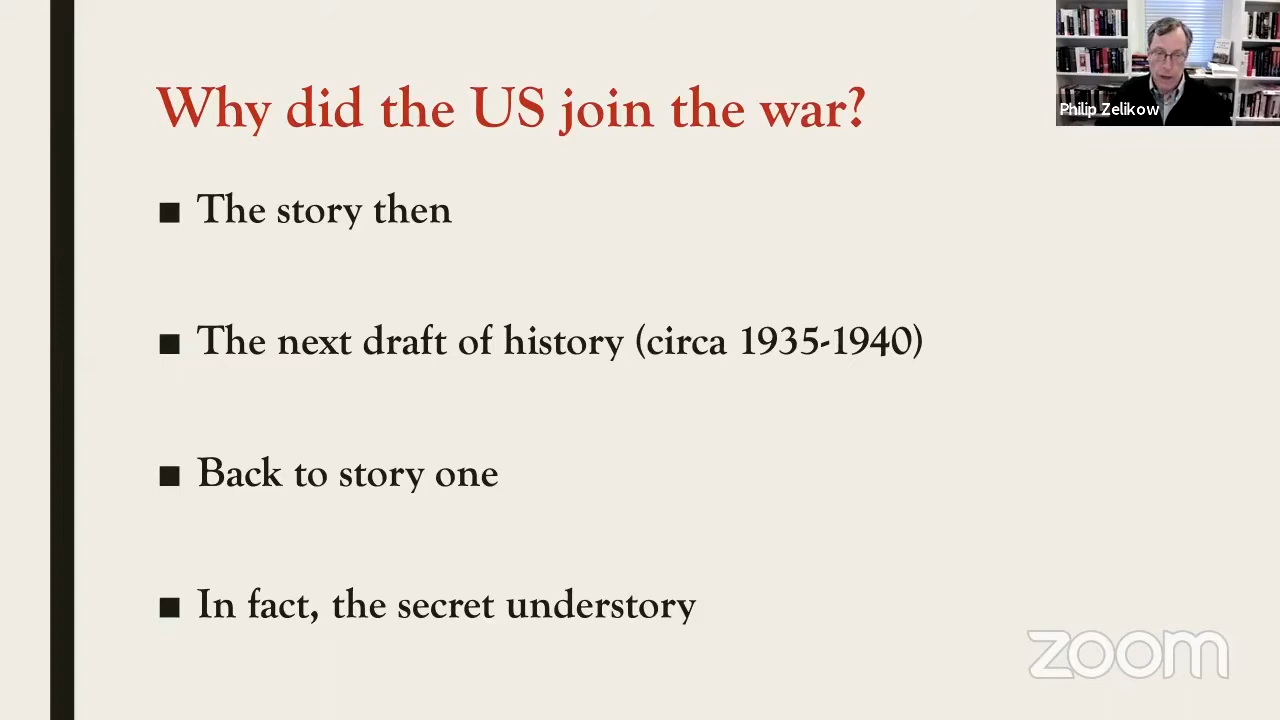 Why did the US join the war?
Philip Zelikow
■ The story then
■ The next draft of history (circa 1935-1940)
■ Back to story one
■ In fact, the secret understory
zoom